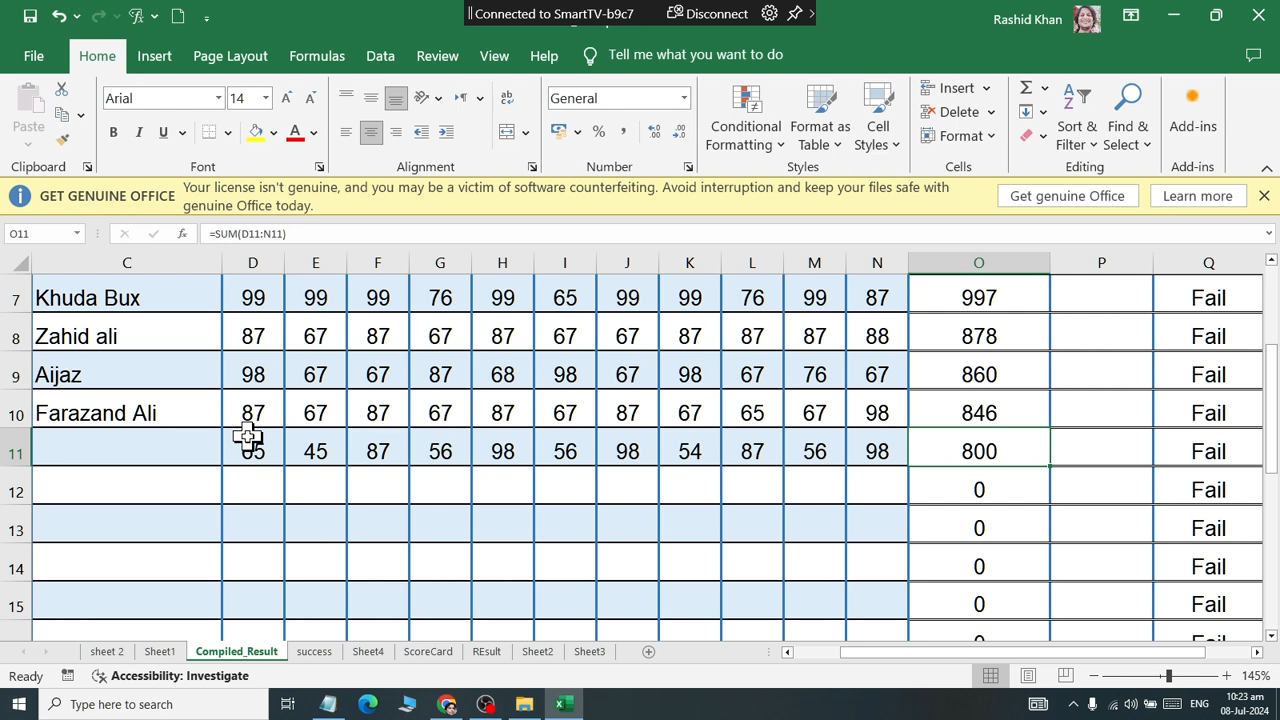 Connected to SmartTV-b9c7 Disconnect
Rashid Khan
File Home Insert Page Layout Formulas Data Review View Help Tell me what you want to do
Paste Arial 14 General Conditional Formatting Format as Table Cell Styles Insert Delete Format Sort & Filter Find & Select Add-ins
Clipboard Font Alignment Number Styles Cells Editing Add-ins
GET GENUINE OFFICE Your license isn't genuine, and you may be a victim of software counterfeiting. Avoid interruption and keep your files safe with
genuine Office today. Get genuine Office Learn more
O11 fx =SUM(D11:N11)
C D E F G H I J K L M N O P Q
7 Khuda Bux 99 99 99 76 99 65 99 99 76 99 87 997 Fail
8 Zahid ali 87 67 87 67 67 67 87 87 87 87 88 878 Fail
9 Aijaz 98 67 67 87 68 98 67 98 67 76 67 860 Fail
10 Farazand Ali 87 67 87 67 87 67 87 67 65 67 98 846 Fail
11 65 45 87 56 98 56 98 54 87 56 98 800 Fail
12 0 Fail
13 0 Fail
14 0 Fail
15 0 Fail
sheet 2 Sheet1 Compiled_Result success Sheet4 ScoreCard REsult Sheet2 Sheet3
Ready Accessibility: Investigate 145%
Type here to search ENG 10:23 am
08-Jul-2024